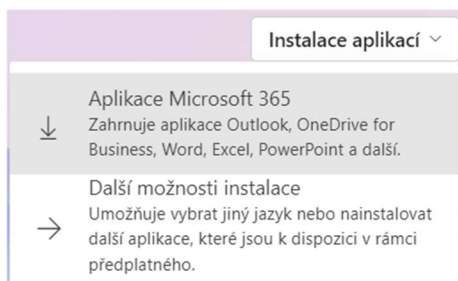 Instalace aplikací
Aplikace Microsoft 365
Zahrnuje aplikace Outlook, OneDrive for
Business, Word, Excel, PowerPoint a další.
Další možnosti instalace
Umožňuje vybrat jiný jazyk nebo nainstalovat
další aplikace, které jsou k dispozici v rámci
předplatného.